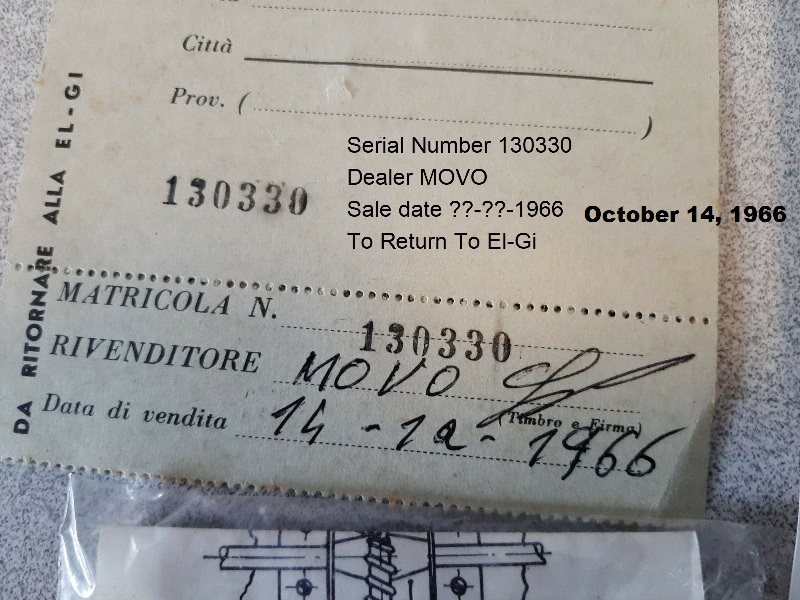 Città
Prov. ( )
130330
Serial Number 130330
Dealer MOVO
Sale date ??-??-1966 October 14, 1966
To Return To El-Gi
DA RITORNARE ALLA EL-GI
MATRICOLA N. 130330
RIVENDITORE MOVO
(Timbro e Firma)
Data di vendita 14-12-1966